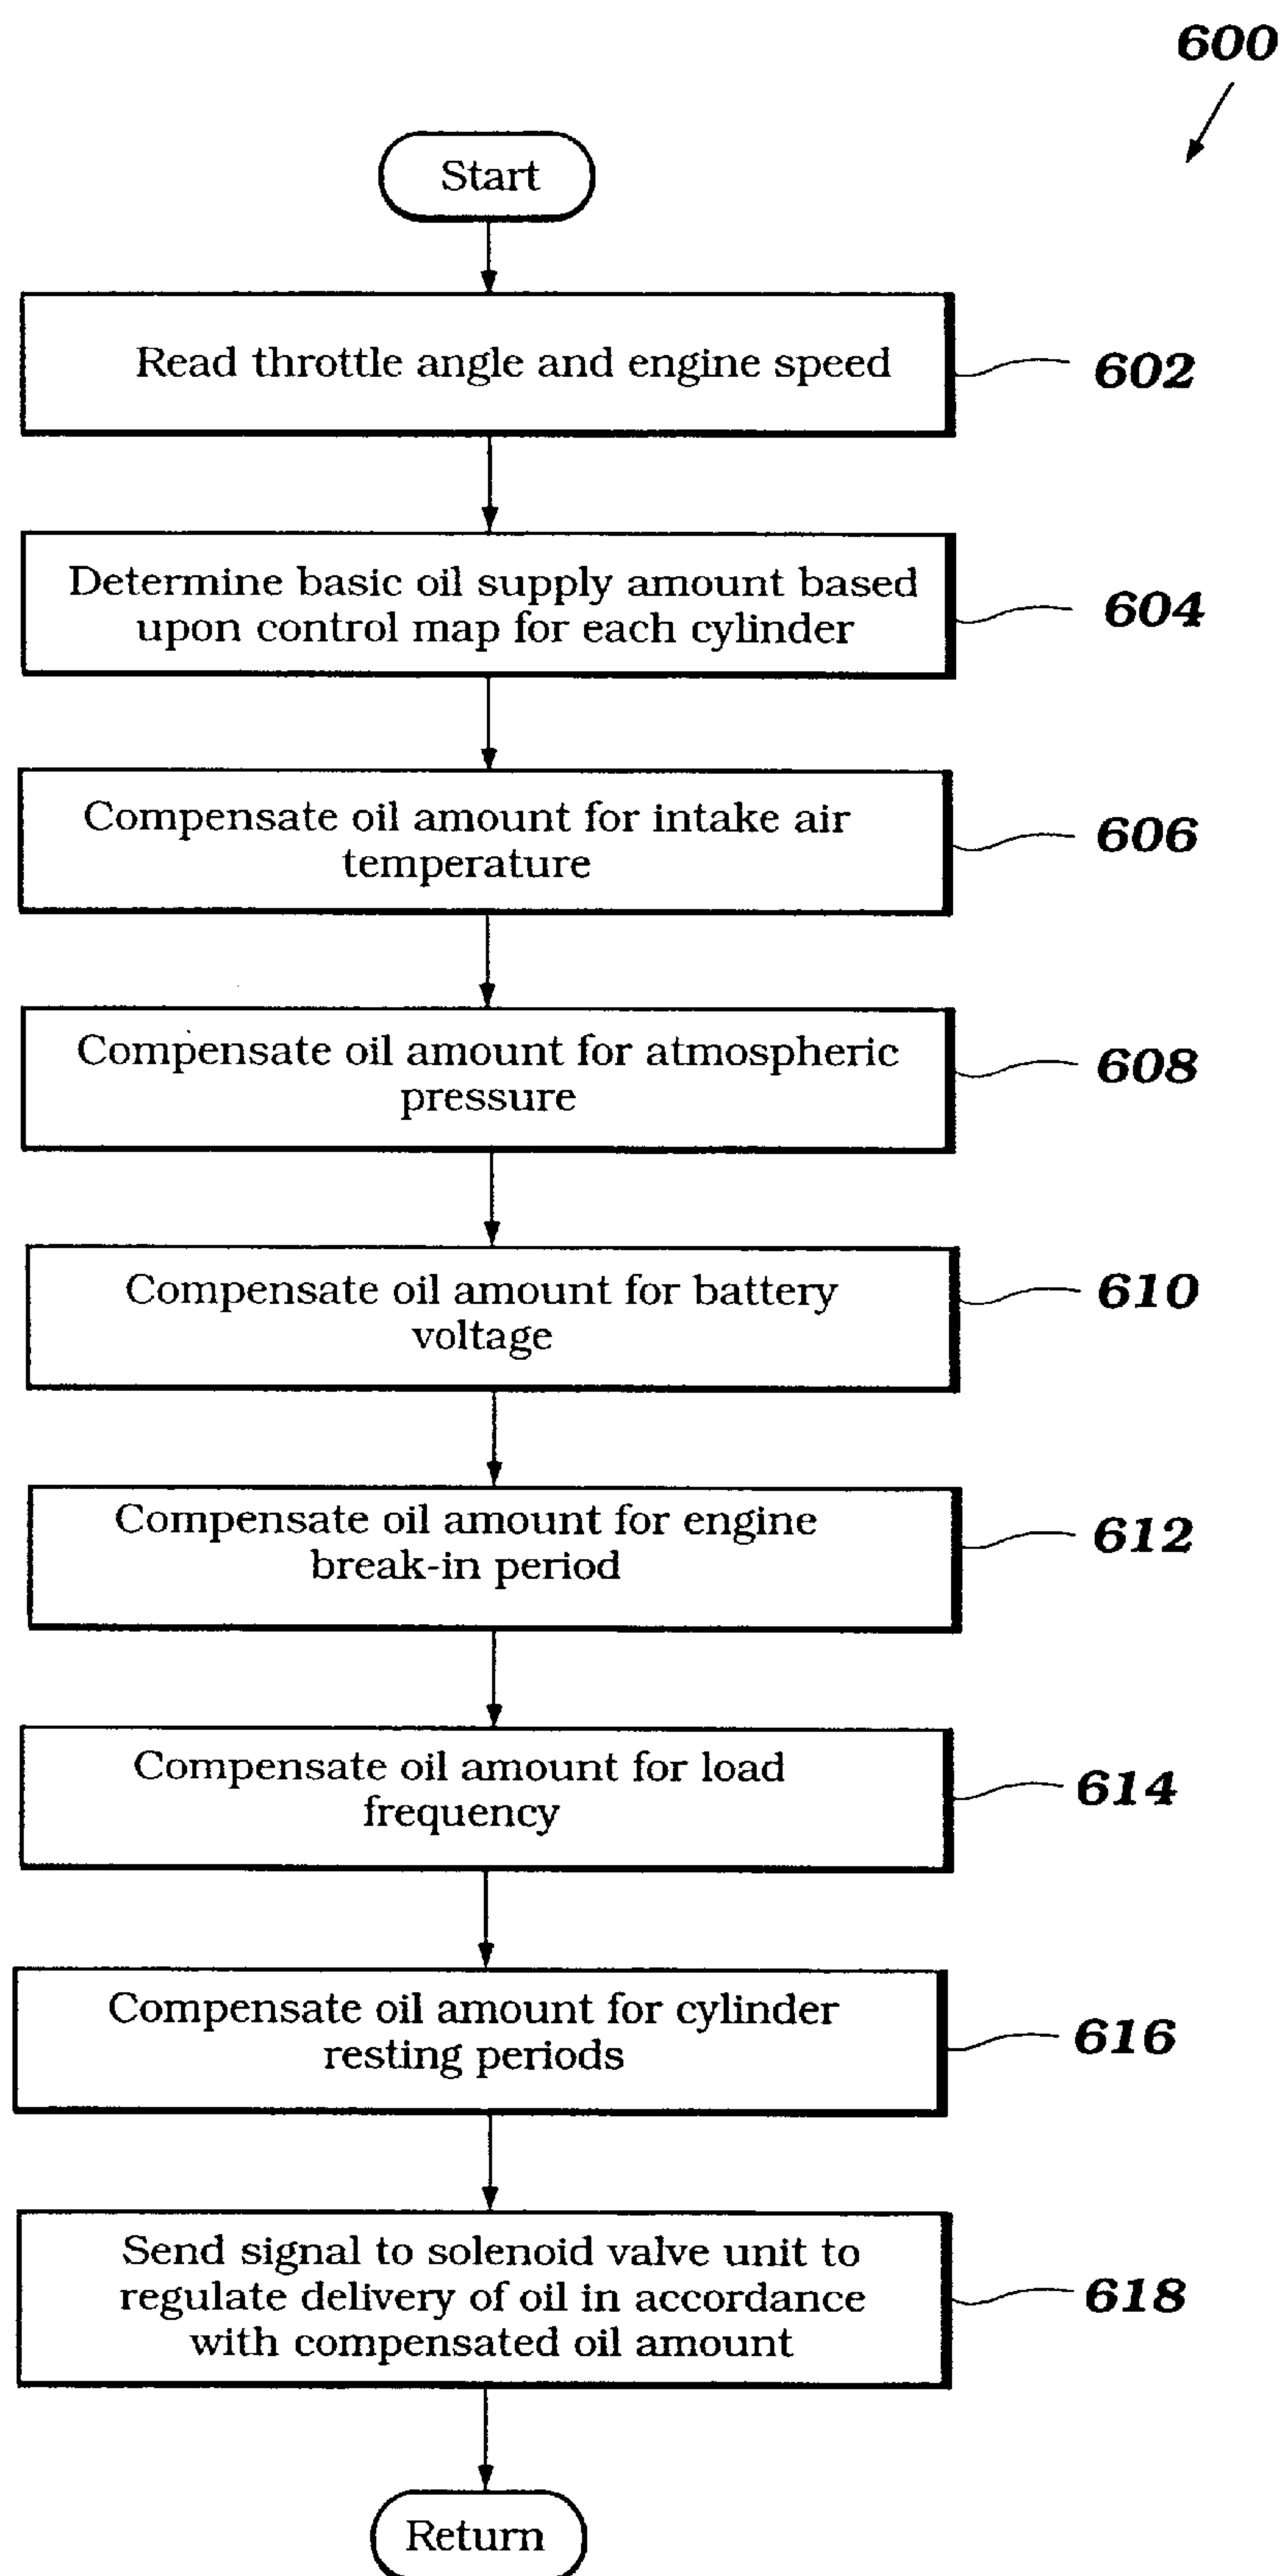 600
Start
Read throttle angle and engine speed
602
Determine basic oil supply amount based
upon control map for each cylinder
604
Compensate oil amount for intake air
temperature
606
Compensate oil amount for atmospheric
pressure
608
Compensate oil amount for battery
voltage
610
Compensate oil amount for engine
break-in period
612
Compensate oil amount for load
frequency
614
Compensate oil amount for cylinder
resting periods
616
Send signal to solenoid valve unit to
regulate delivery of oil in accordance
with compensated oil amount
618
Return